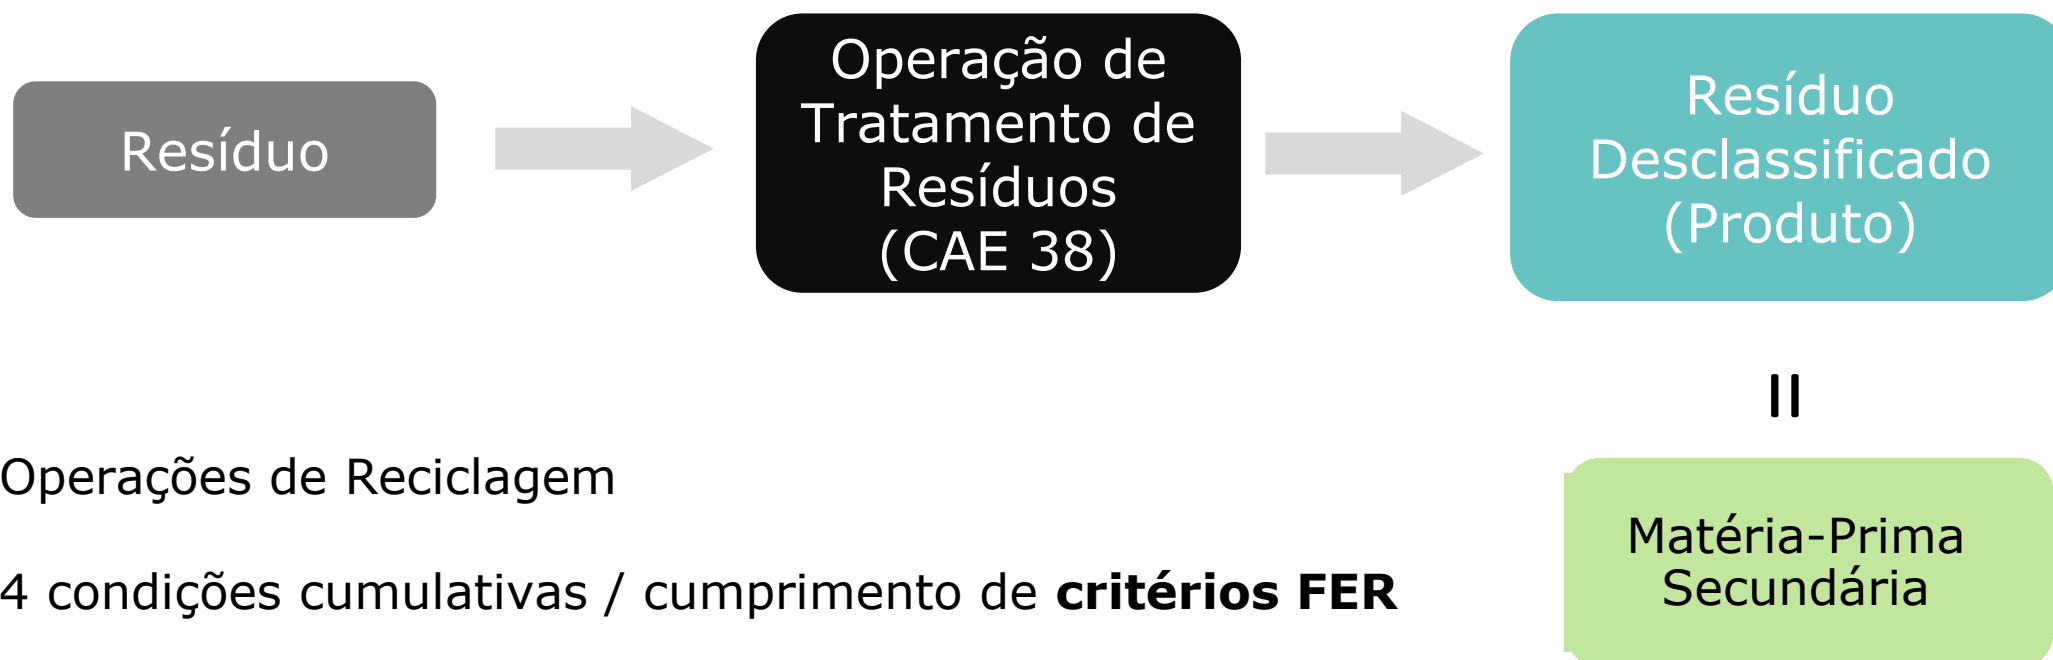 Resíduo
Operação de
Tratamento de
Resíduos
(CAE 38)
Resíduo
Desclassificado
(Produto)
=
Matéria-Prima
Secundária
Operações de Reciclagem
4 condições cumulativas / cumprimento de critérios FER